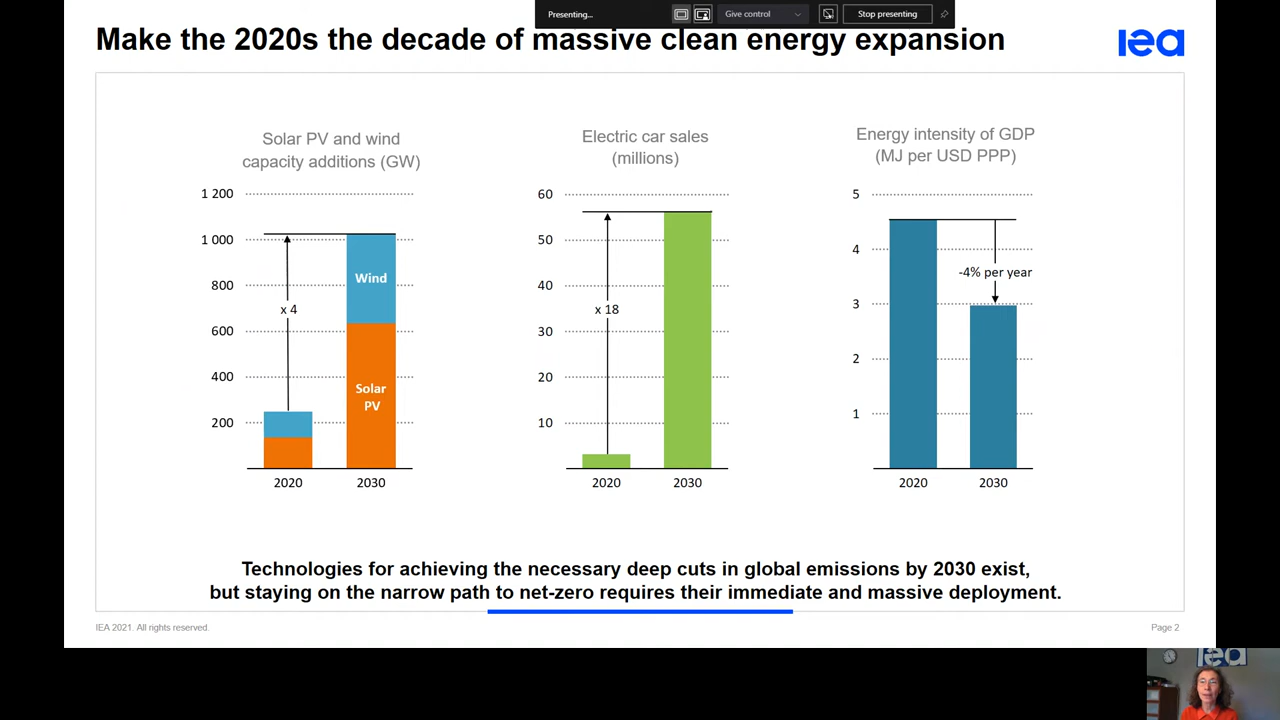 Presenting...
Give control
Stop presenting
Make the 2020s the decade of massive clean energy expansion
iea
Solar PV and wind
capacity additions (GW)
1 200
1 000
800
600
400
200
x 4
Wind
Solar
PV
2020
2030
Electric car sales
(millions)
60
50
40
30
20
10
x 18
2020
2030
Energy intensity of GDP
(MJ per USD PPP)
5
4
3
2
1
-4% per year
2020
2030
Technologies for achieving the necessary deep cuts in global emissions by 2030 exist,
but staying on the narrow path to net-zero requires their immediate and massive deployment.
IEA 2021. All rights reserved.
Page 2
iea